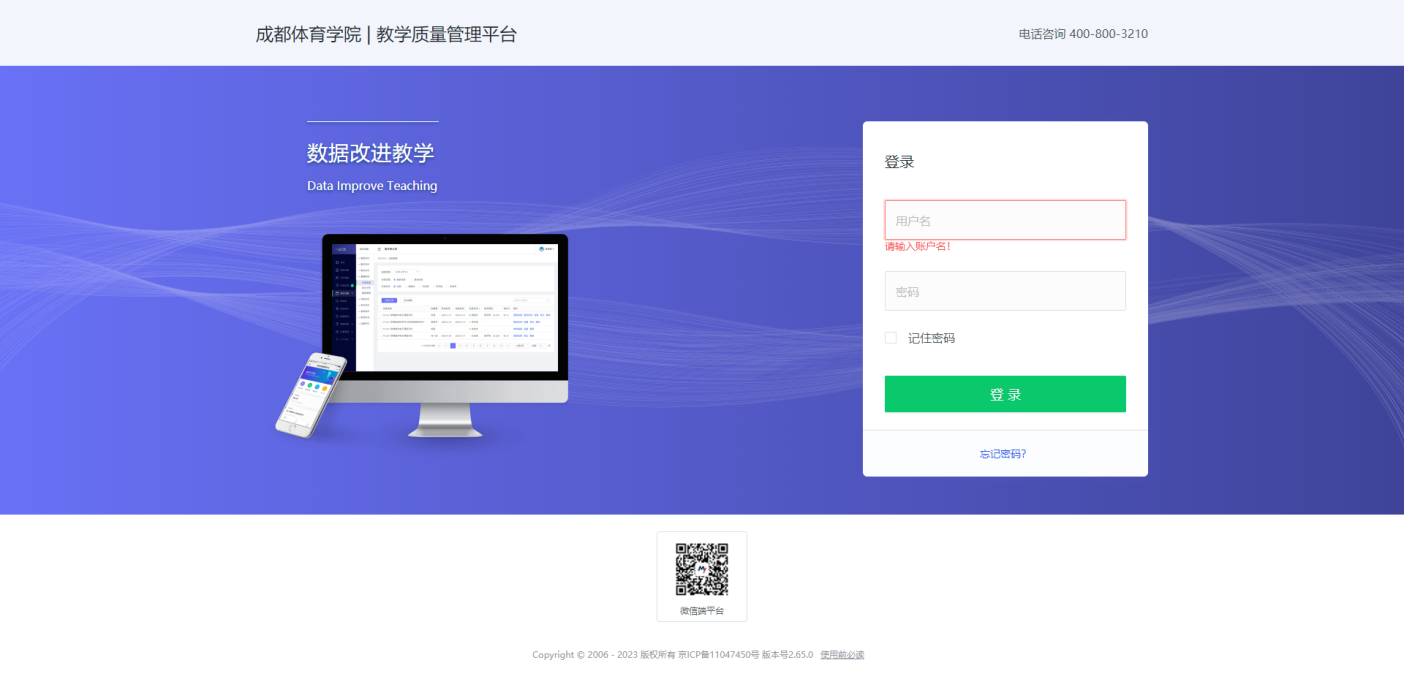 成都体育学院 | 教学质量管理平台
电话咨询 400-800-3210
数据改进教学
Data Improve Teaching
登录
用户名
请输入账户名!
密码
记住密码
登 录
忘记密码?
微信端平台
Copyright © 2006 - 2023 版权所有 京ICP备11047450号 版本号2.65.0 使用前必读